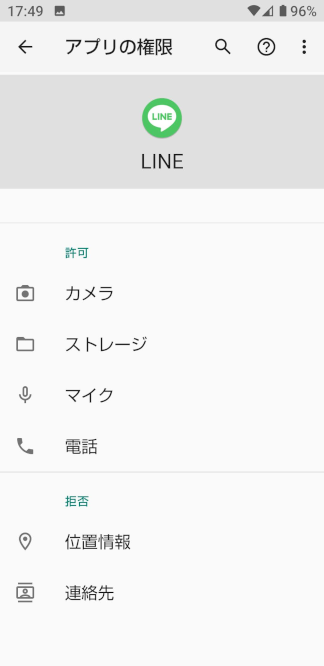 17:49 96%
アプリの権限
LINE
LINE
許可
カメラ
ストレージ
マイク
電話
拒否
位置情報
連絡先